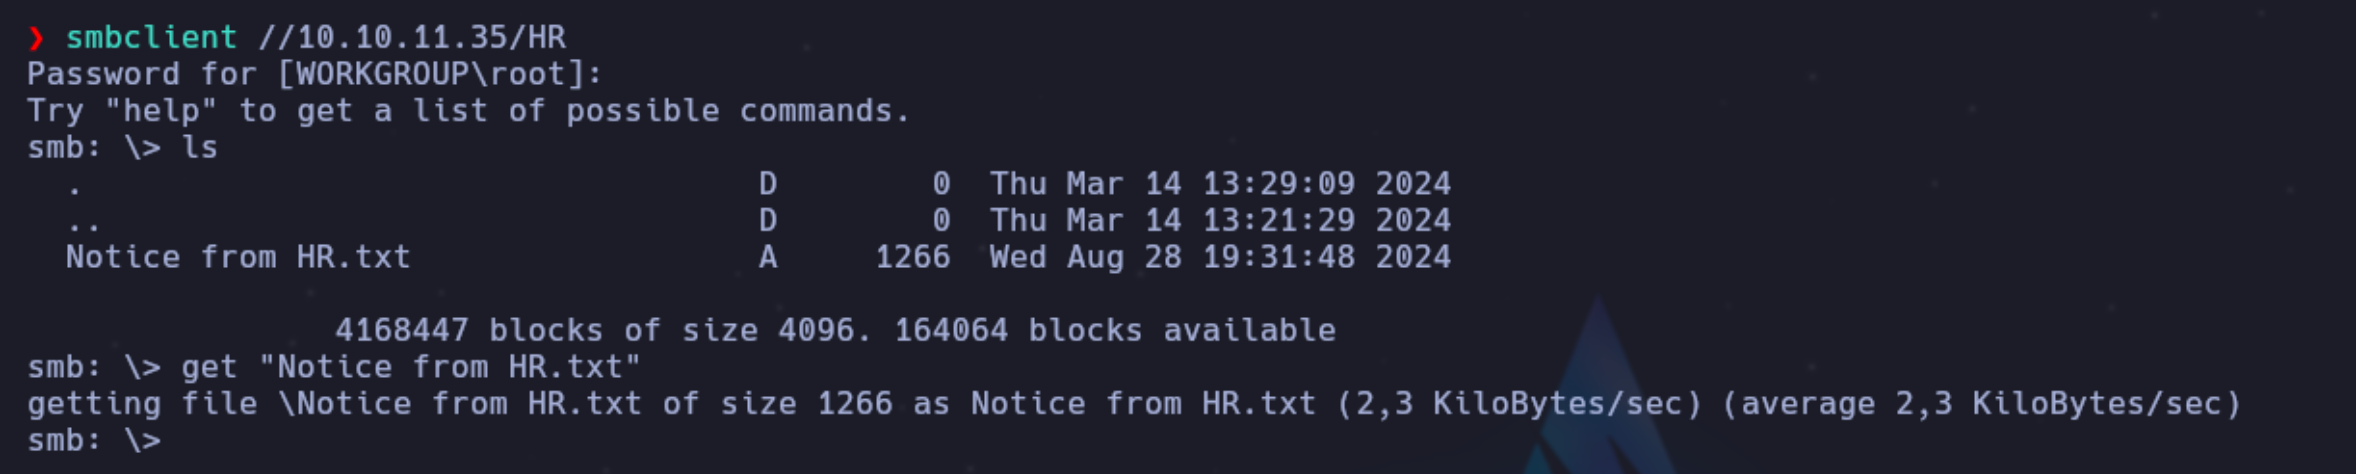 ❯ smbclient //10.10.11.35/HR
Password for [WORKGROUP\root]:
Try "help" to get a list of possible commands.
smb: \> ls
  .                                   D        0  Thu Mar 14 13:29:09 2024
  ..                                  D        0  Thu Mar 14 13:21:29 2024
  Notice from HR.txt                  A     1266  Wed Aug 28 19:31:48 2024
                4168447 blocks of size 4096. 164064 blocks available
smb: \> get "Notice from HR.txt"
getting file \Notice from HR.txt of size 1266 as Notice from HR.txt (2,3 KiloBytes/sec) (average 2,3 KiloBytes/sec)
smb: \>